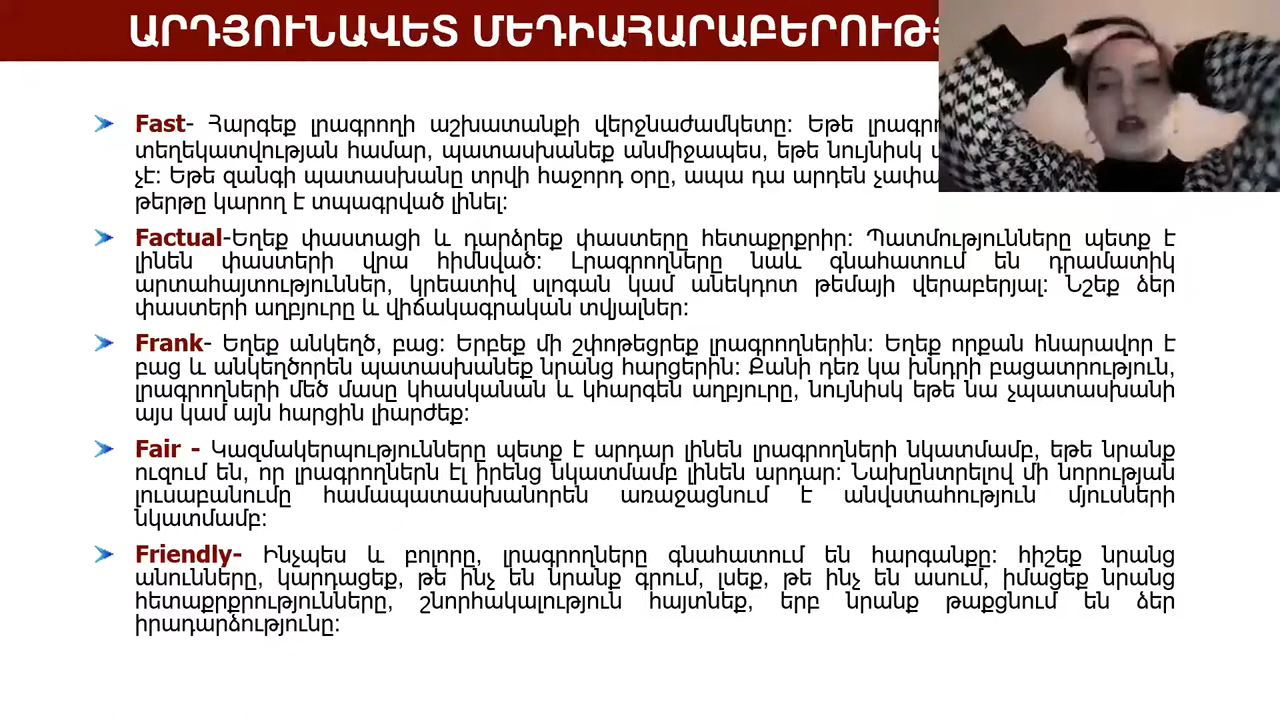 ԱՐԴՅՈՒՆԱՎԵՏ ՄԵԴԻԱՀԱՐԱԲԵՐՈՒԹ
Fast- Հարգեք լրագրողի աշխատանքի վերջնաժամկետը: Եթե
տեղեկատվության համար, պատասխանեք անմիջապես, եթե նույնիսկ
չէ: Եթե զանգի պատասխանը տրվի հաջորդ օրը, ապա դա արդեն
թերթը կարող է տպագրված լինել:
Factual-Եղեք փաստացի և դարձրեք փաստերը հետաքրքրիր: Պատմությունները պետք է
լինեն փաստերի վրա հիմնված: Լրագրողները նաև գնահատում են դրամատիկ
արտահայտություններ, կրեատիվ սլոգան կամ անեկդոտ թեմայի վերաբերյալ: Նշեք ձեր
փաստերի աղբյուրը և վիճակագրական տվյալներ:
Frank- Եղեք անկեղծ, բաց: Երբեք մի շփոթեցրեք լրագրողներին: Եղեք որքան հնարավոր է
բաց և անկեղծորեն պատասխանեք նրանց հարցերին: Քանի դեռ կա խնդրի բացատրություն,
լրագրողների մեծ մասը կհասկանան և կհարգեն աղբյուրը, նույնիսկ եթե նա չպատասխանի
այս կամ այն հարցին լիարժեք:
Fair - Կազմակերպությունները պետք է արդար լինեն լրագրողների նկատմամբ, եթե նրանք
ուզում են, որ լրագրողներն էլ իրենց նկատմամբ լինեն արդար: Նախընտրելով մի նորության
լուսաբանումը համապատասխանորեն առաջացնում է անվստահություն մյուսների
նկատմամբ:
Friendly- Ինչպես և բոլորը, լրագրողները գնահատում են հարգանքը: հիշեք նրանց
անունները, կարդացեք, թե ինչ են նրանք գրում, լսեք, թե ինչ են ասում, իմացեք նրանց
հետաքրքրությունները, շնորհակալություն հայտնեք, երբ նրանք թաքցնում են ձեր
իրադարձությունը: